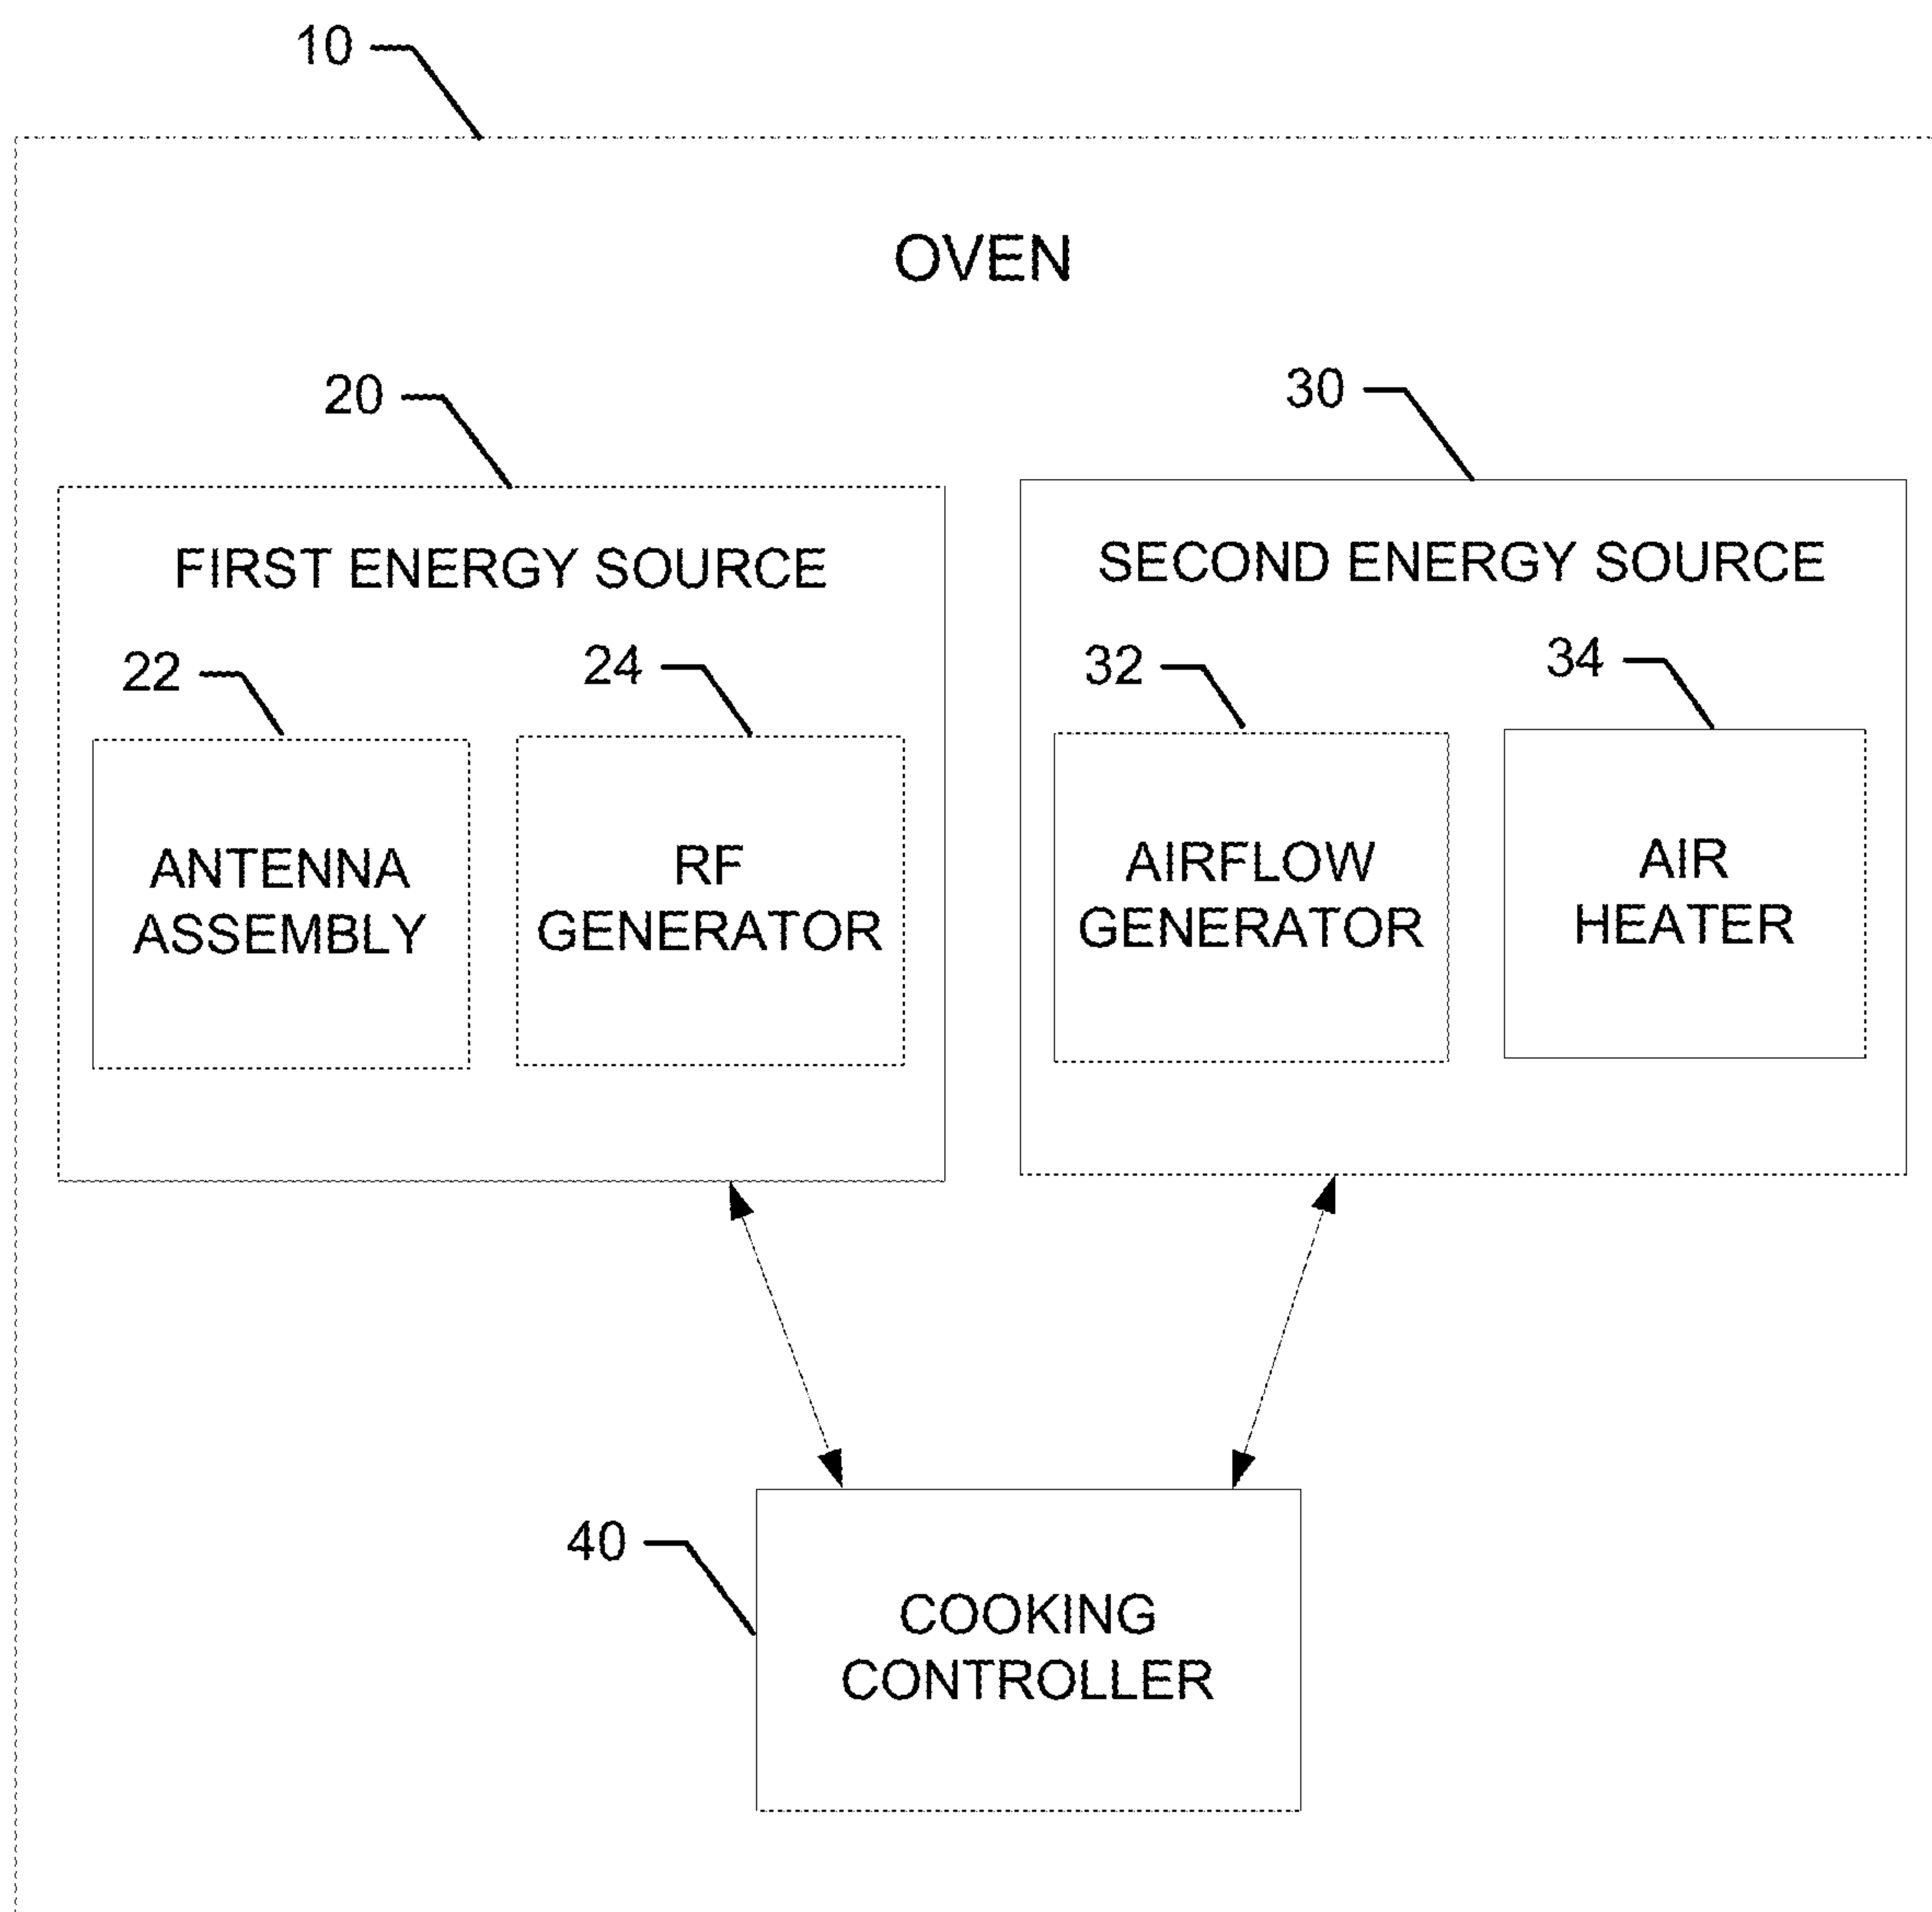 10
OVEN
20
30
FIRST ENERGY SOURCE
SECOND ENERGY SOURCE
22
24
32
34
ANTENNA
ASSEMBLY
RF
GENERATOR
AIRFLOW
GENERATOR
AIR
HEATER
40
COOKING
CONTROLLER